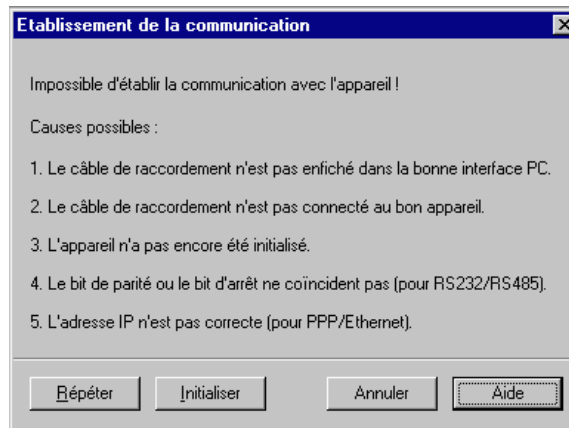 Etablissement de la communication
Impossible d'établir la communication avec l'appareil !
Causes possibles :
1. Le câble de raccordement n'est pas enfiché dans la bonne interface PC.
2. Le câble de raccordement n'est pas connecté au bon appareil.
3. L'appareil n'a pas encore été initialisé.
4. Le bit de parité ou le bit d'arrêt ne coïncident pas (pour RS232/RS485).
5. L'adresse IP n'est pas correcte (pour PPP/Ethernet).
Répéter Initialiser Annuler Aide